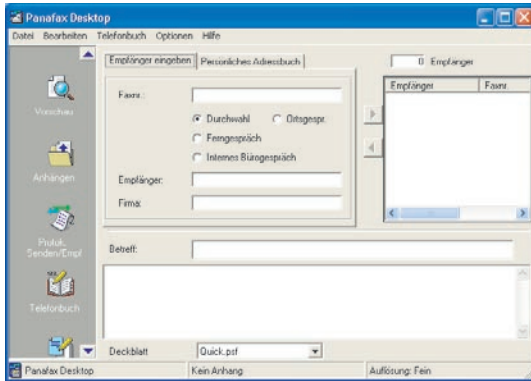 Panafax Desktop
Datei Bearbeiten Telefonbuch Optionen Hilfe
Vorschau
Anhängen
Protok.
Senden/Empf
Telefonbuch
Empfänger eingeben
Persönliches Adressbuch
Faxnr.:
Durchwahl
Ortsgespr.
Ferngespräch
Internes Bürogespräch
Empfänger:
Firma:
0 Empfänger
Empfänger
Faxnr.
Betreff:
Deckblatt
Quick.psf
Panafax Desktop
Kein Anhang
Auflösung: Fein